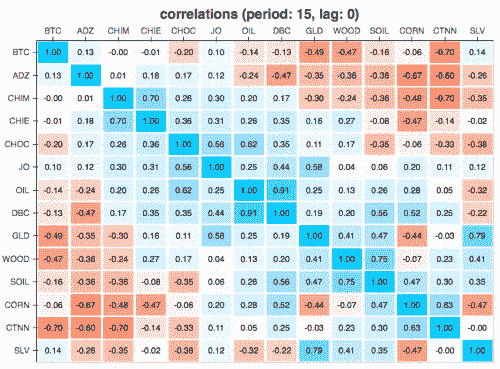 correlations (period: 15, lag: 0)
BTC ADZ CHIM CHIE CHOC JO OIL DBC GLD WOOD SOIL CORN CTNN SLV
BTC 1.00 0.13 -0.00 -0.01 -0.20 0.10 -0.14 -0.13 -0.49 -0.47 -0.16 -0.06 -0.70 0.14
ADZ 0.13 1.00 0.01 0.18 0.17 0.12 -0.24 -0.47 -0.35 -0.36 -0.36 -0.67 -0.60 -0.26
CHIM -0.00 0.01 1.00 0.70 0.26 0.30 0.20 0.17 -0.30 -0.24 -0.36 -0.48 -0.70 -0.35
CHIE -0.01 0.18 0.70 1.00 0.36 0.31 0.26 0.35 0.16 0.27 -0.08 -0.47 -0.14 -0.02
CHOC -0.20 0.17 0.26 0.36 1.00 0.56 0.62 0.35 0.11 0.17 -0.35 -0.06 -0.33 -0.38
JO 0.10 0.12 0.30 0.31 0.56 1.00 0.25 0.44 0.58 0.04 0.06 0.20 0.11 0.12
OIL -0.14 -0.24 0.20 0.26 0.62 0.25 1.00 0.91 0.25 0.13 0.26 0.28 0.05 -0.32
DBC -0.13 -0.47 0.17 0.35 0.35 0.44 0.91 1.00 0.19 0.20 0.56 0.52 0.25 -0.22
GLD -0.49 -0.35 -0.30 0.16 0.11 0.58 0.25 0.19 1.00 0.41 0.47 -0.44 -0.03 0.79
WOOD -0.47 -0.36 -0.24 0.27 0.17 0.04 0.13 0.20 0.41 1.00 0.75 -0.07 0.23 0.41
SOIL -0.16 -0.36 -0.36 -0.08 -0.35 0.06 0.26 0.56 0.47 0.75 1.00 0.47 0.30 0.35
CORN -0.06 -0.67 -0.48 -0.47 -0.06 0.20 0.28 0.52 -0.44 -0.07 0.47 1.00 0.63 -0.47
CTNN -0.70 -0.60 -0.70 -0.14 -0.33 0.11 0.05 0.25 -0.03 0.23 0.30 0.63 1.00 -0.00
SLV 0.14 -0.26 -0.35 -0.02 -0.38 0.12 -0.32 -0.22 0.79 0.41 0.35 -0.47 -0.00 1.00